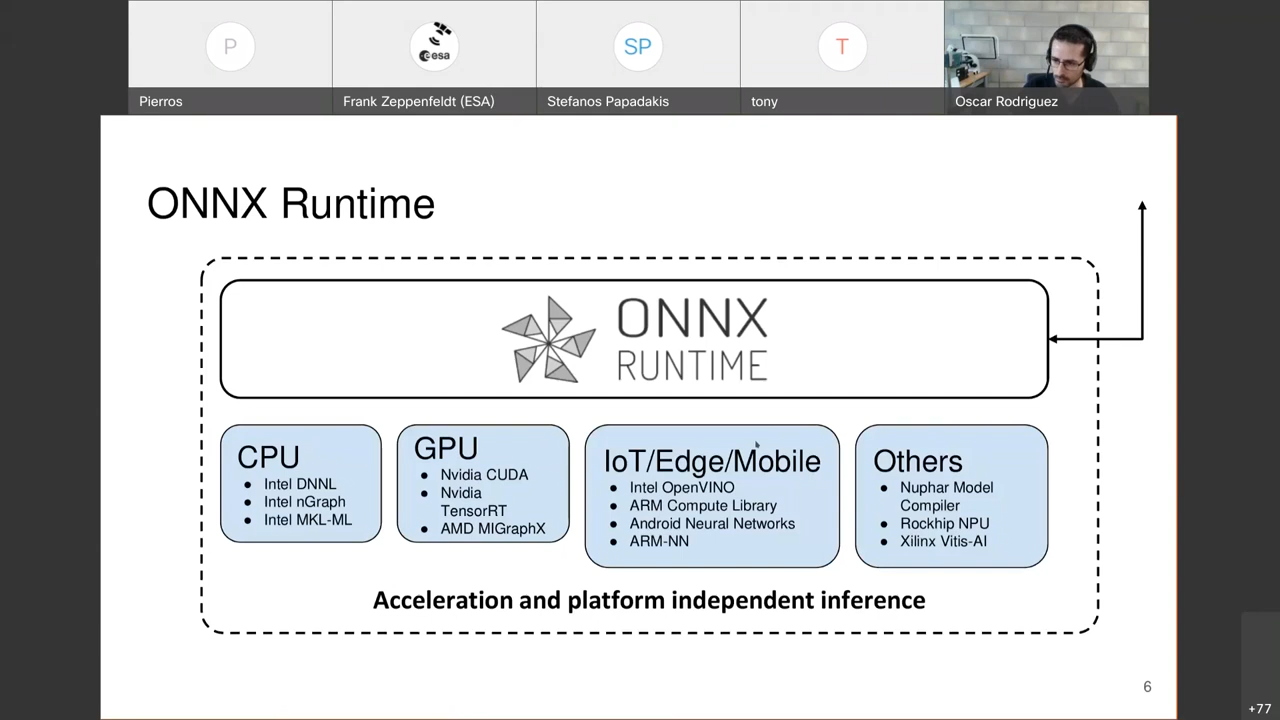 P
esa
SP
T
Pierros
Frank Zeppenfeldt (ESA)
Stefanos Papadakis
tony
Oscar Rodriguez
ONNX Runtime
ONNX
RUNTIME
CPU
● Intel DNNL
● Intel nGraph
● Intel MKL-ML
GPU
● Nvidia CUDA
● Nvidia
TensorRT
● AMD MIGraphX
IoT/Edge/Mobile
● Intel OpenVINO
● ARM Compute Library
● Android Neural Networks
● ARM-NN
Others
● Nuphar Model
Compiler
● Rockhip NPU
● Xilinx Vitis-AI
Acceleration and platform independent inference
6
+77